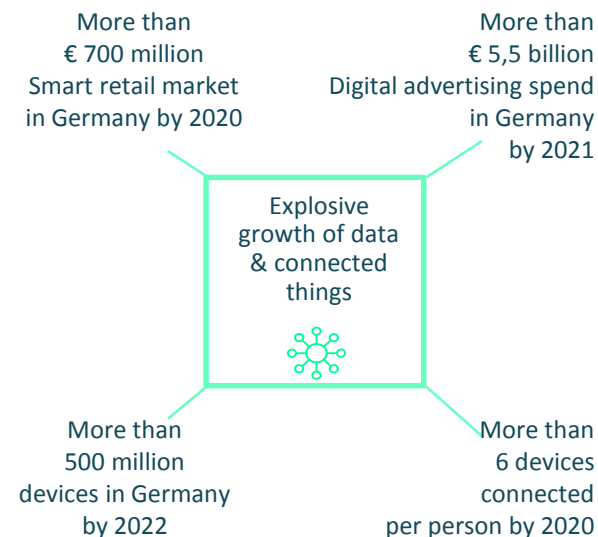 More than
€ 700 million
Smart retail market
in Germany by 2020
More than
€ 5,5 billion
Digital advertising spend
in Germany
by 2021
Explosive
growth of data
& connected
things
More than
500 million
devices in Germany
by 2022
More than
6 devices
connected
per person by 2020